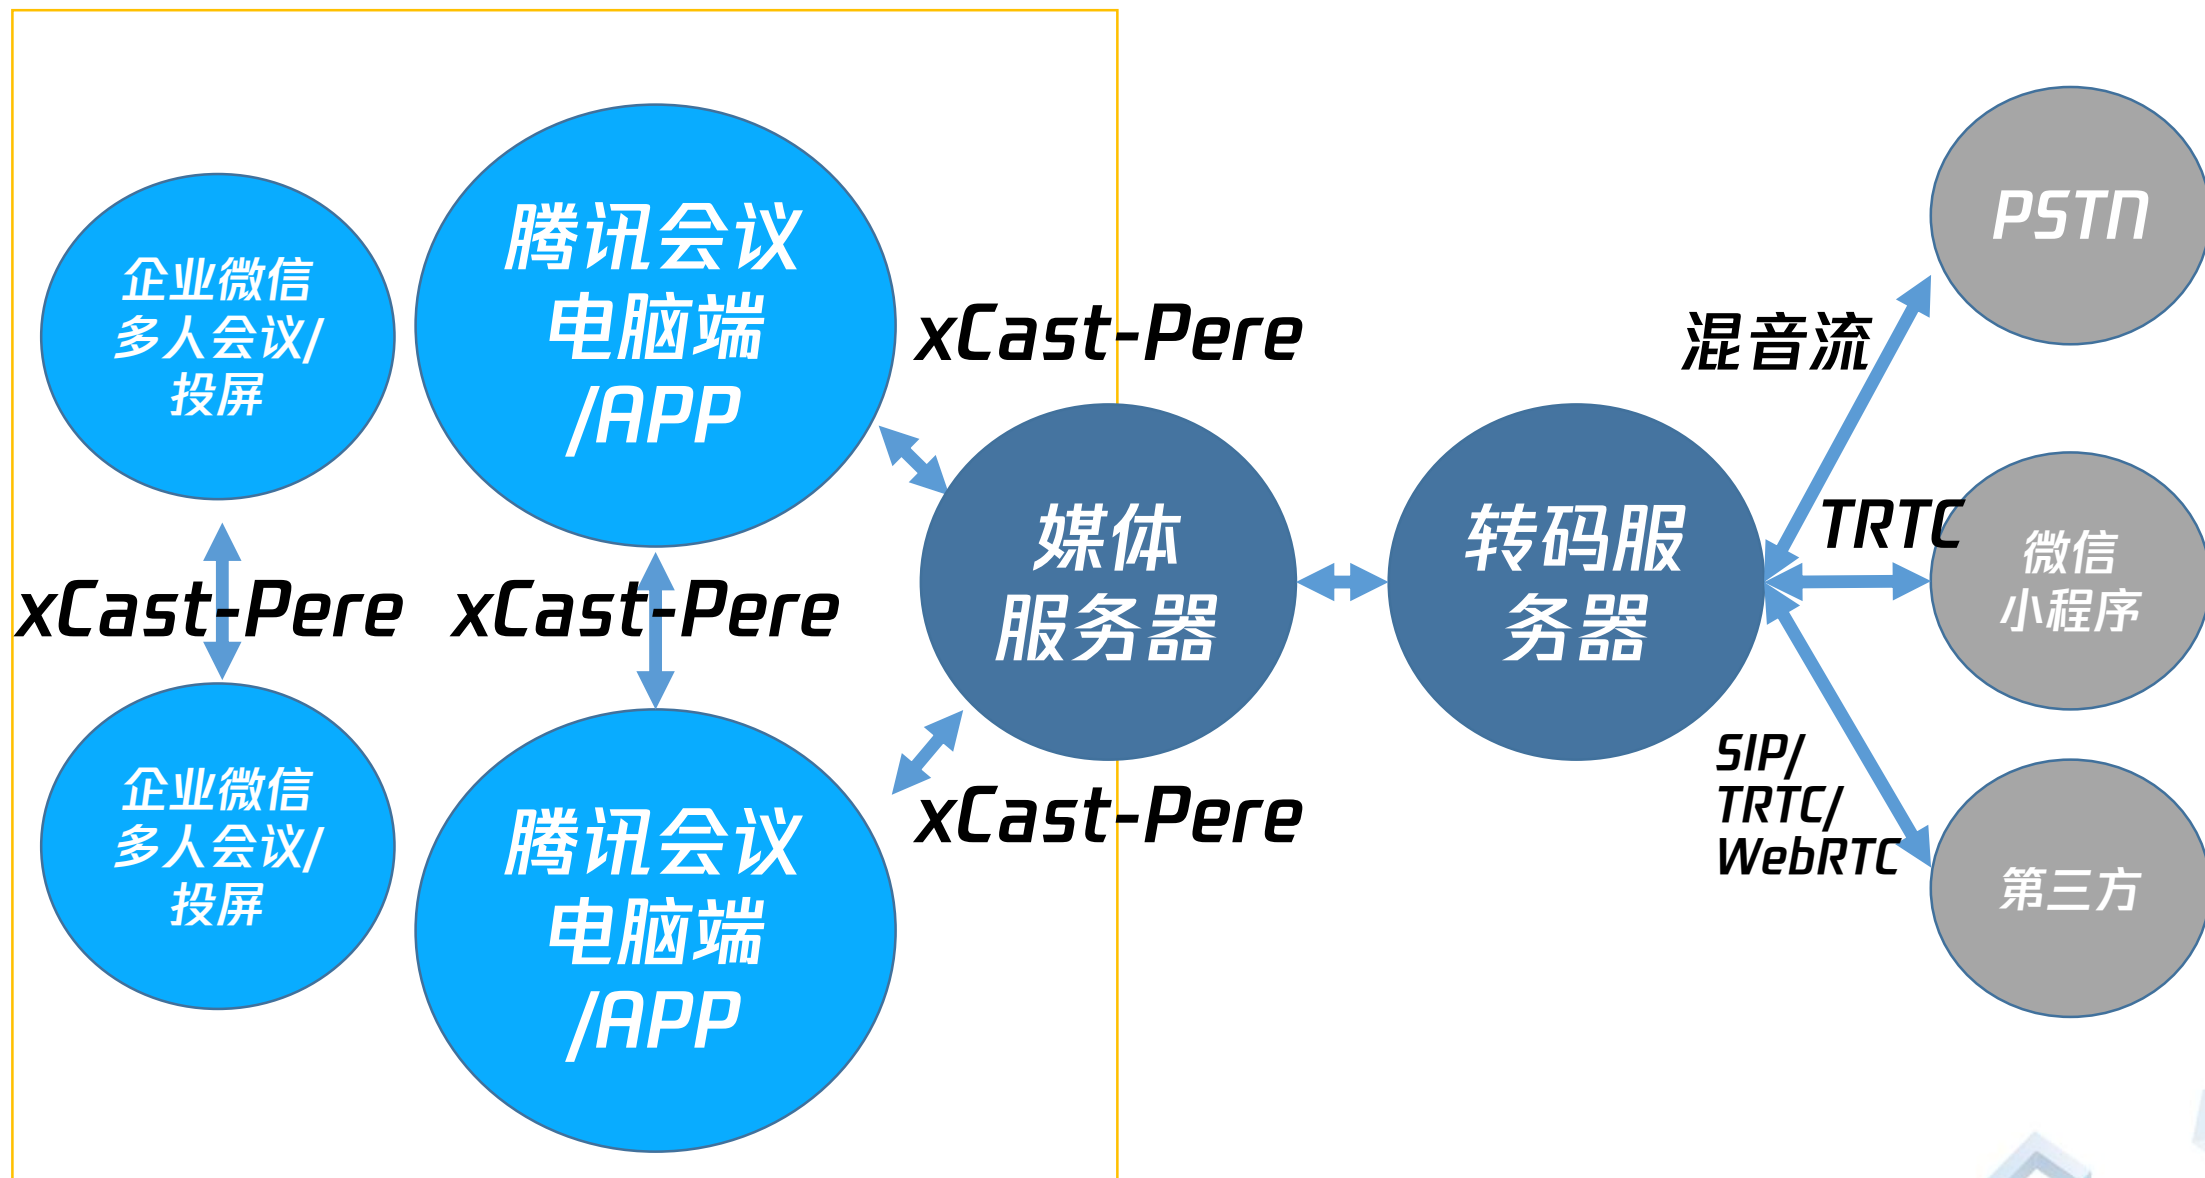 企业微信
多人会议/
投屏
xCast-Pere
企业微信
多人会议/
投屏
腾讯会议
电脑端
/APP
xCast-Pere
腾讯会议
电脑端
/APP
xCast-Pere
媒体
服务器
xCast-Pere
转码服
务器
混音流
TRTC
SIP/
TRTC/
WebRTC
PSTN
微信
小程序
第三方